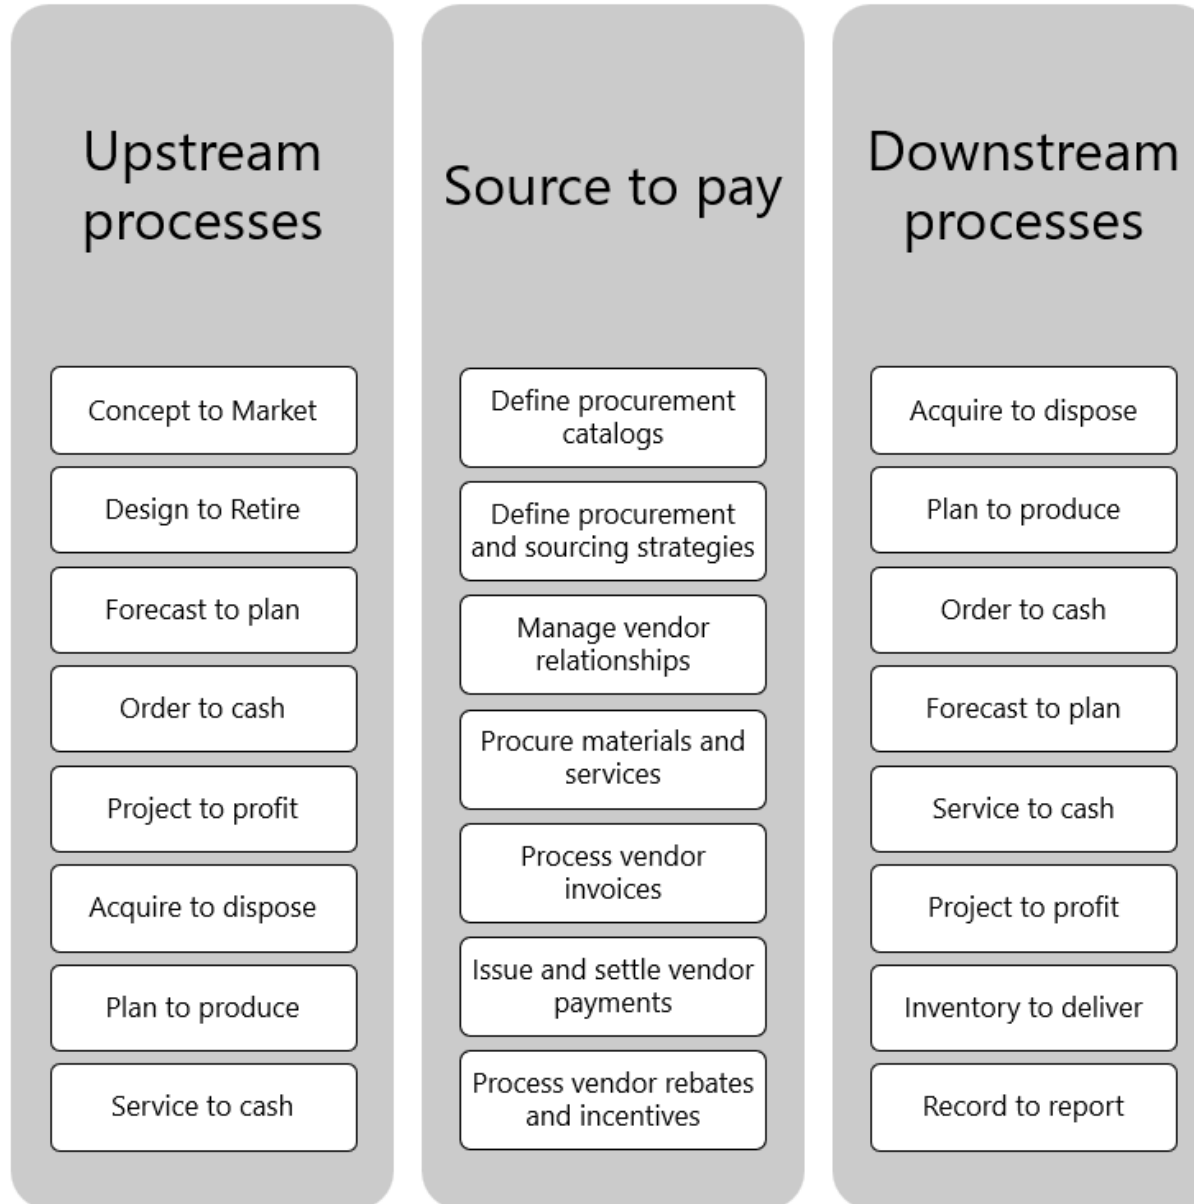 Upstream
processes
Concept to Market
Design to Retire
Forecast to plan
Order to cash
Project to profit
Acquire to dispose
Plan to produce
Service to cash
Source to pay
Define procurement
catalogs
Define procurement
and sourcing strategies
Manage vendor
relationships
Procure materials and
services
Process vendor
invoices
Issue and settle vendor
payments
Process vendor rebates
and incentives
Downstream
processes
Acquire to dispose
Plan to produce
Order to cash
Forecast to plan
Service to cash
Project to profit
Inventory to deliver
Record to report